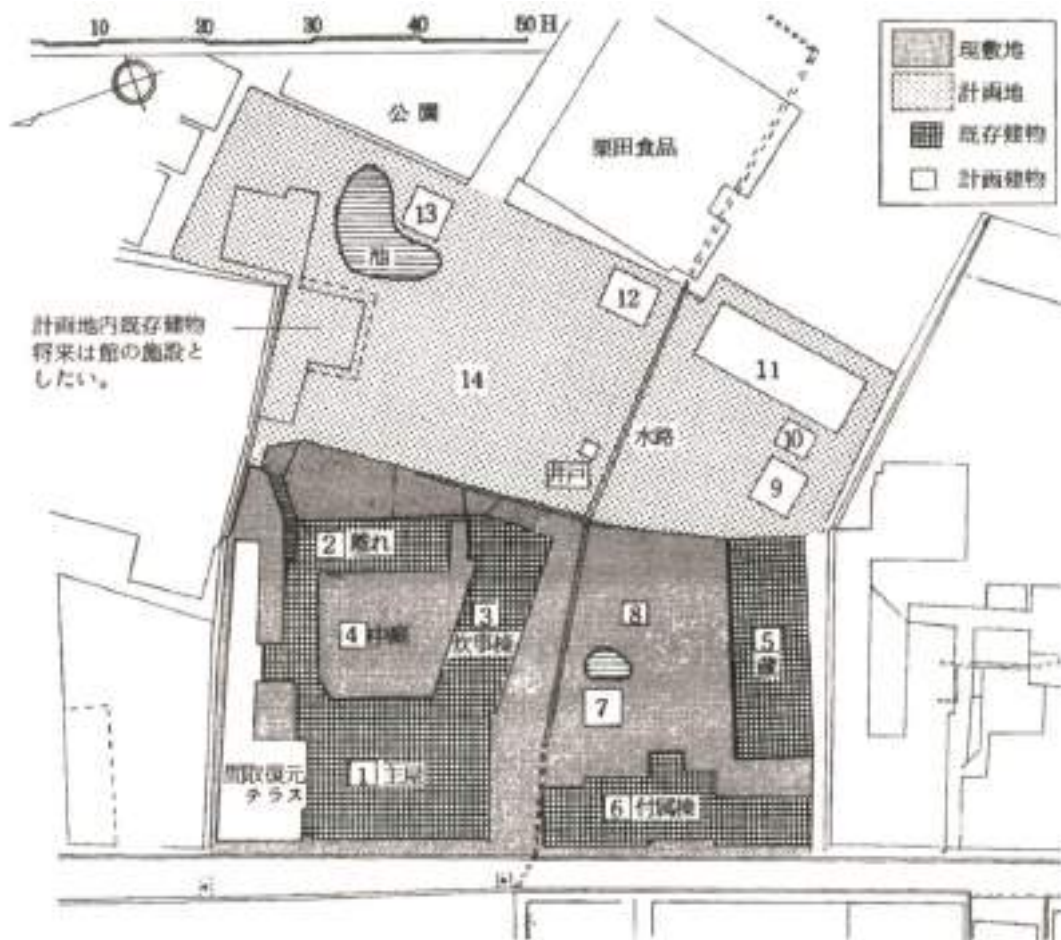 10 20 30 40 50 M
現敷地
計画地
既存建物
計画建物
公園
栗田食品
13
池
12
計画地内既存建物
将来は館の施設と
したい。
11
14
10
水路
井戸
9
2 離れ
3
炊事棟
4 中庭
8
5
蔵
7
間取復元
テラス
1 主屋
6 付属棟